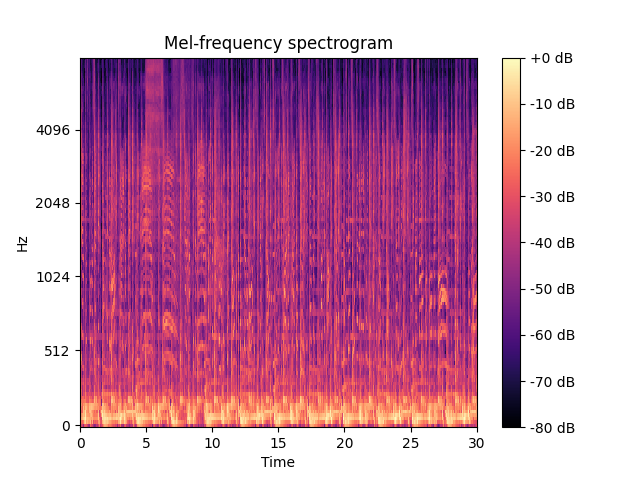 Mel-frequency spectrogram
+0 dB
-10 dB
-20 dB
-30 dB
-40 dB
-50 dB
-60 dB
-70 dB
-80 dB
4096
2048
1024
512
0
Hz
0 5 10 15 20 25 30
Time